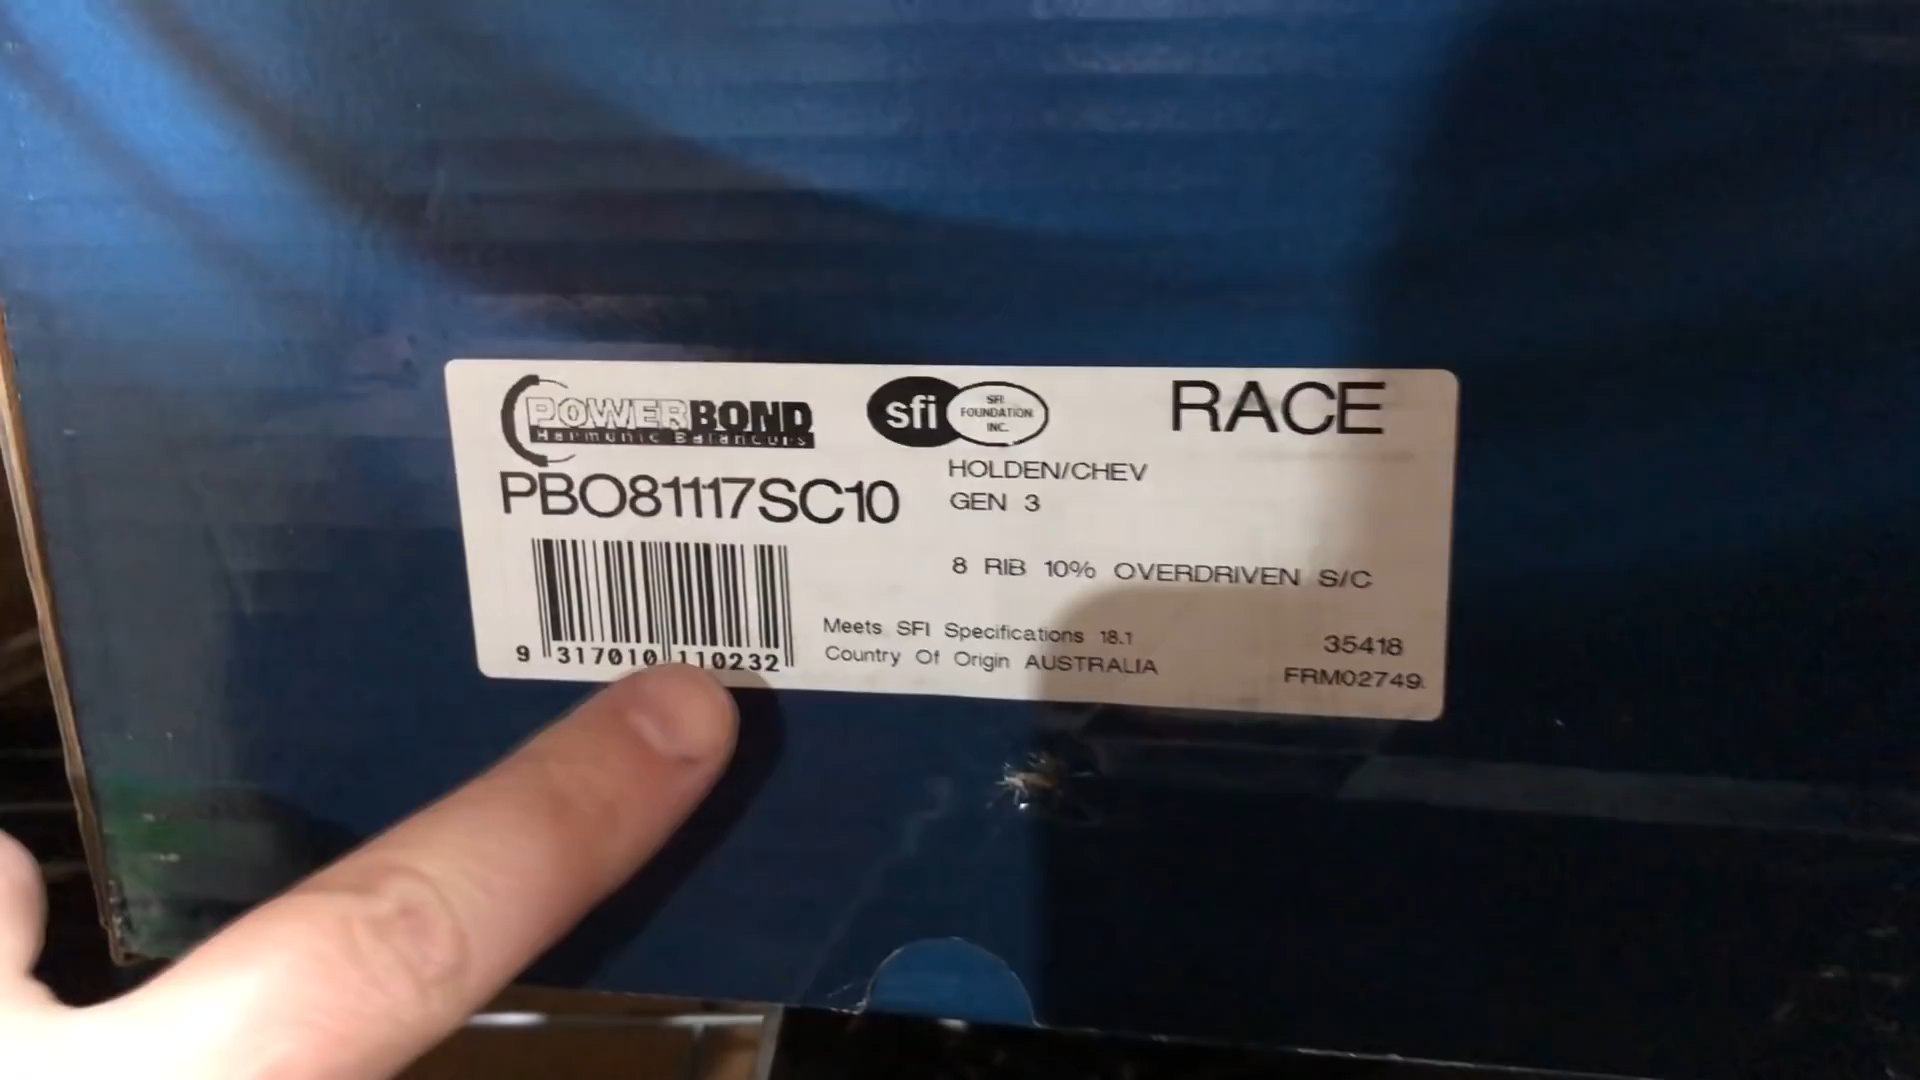 POWERBOND
Harmonic Balancers
sfi
SFI
FOUNDATION
INC.
RACE
PBO81117SC10
HOLDEN/CHEV
GEN 3
8 RIB 10% OVERDRIVEN S/C
9 317010 110232
Meets SFI Specifications 18.1
Country Of Origin AUSTRALIA
35418
FRM02749